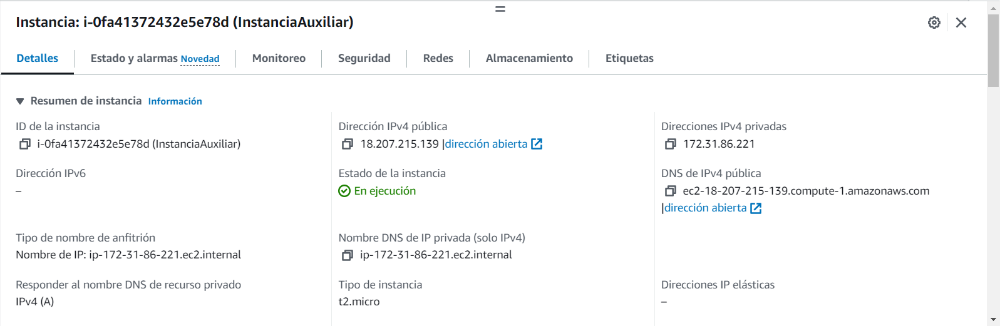 Instancia: i-0fa41372432e5e78d (InstanciaAuxiliar)
Detalles
Estado y alarmas Novedad
Monitoreo
Seguridad
Redes
Almacenamiento
Etiquetas
Resumen de instancia Información
ID de la instancia
i-0fa41372432e5e78d (InstanciaAuxiliar)
Dirección IPv4 pública
18.207.215.139 |dirección abierta
Direcciones IPv4 privadas
172.31.86.221
Dirección IPv6
–
Estado de la instancia
En ejecución
DNS de IPv4 pública
ec2-18-207-215-139.compute-1.amazonaws.com
|dirección abierta
Tipo de nombre de anfitrión
Nombre de IP: ip-172-31-86-221.ec2.internal
Nombre DNS de IP privada (solo IPv4)
ip-172-31-86-221.ec2.internal
Responder al nombre DNS de recurso privado
IPv4 (A)
Tipo de instancia
t2.micro
Direcciones IP elásticas
–